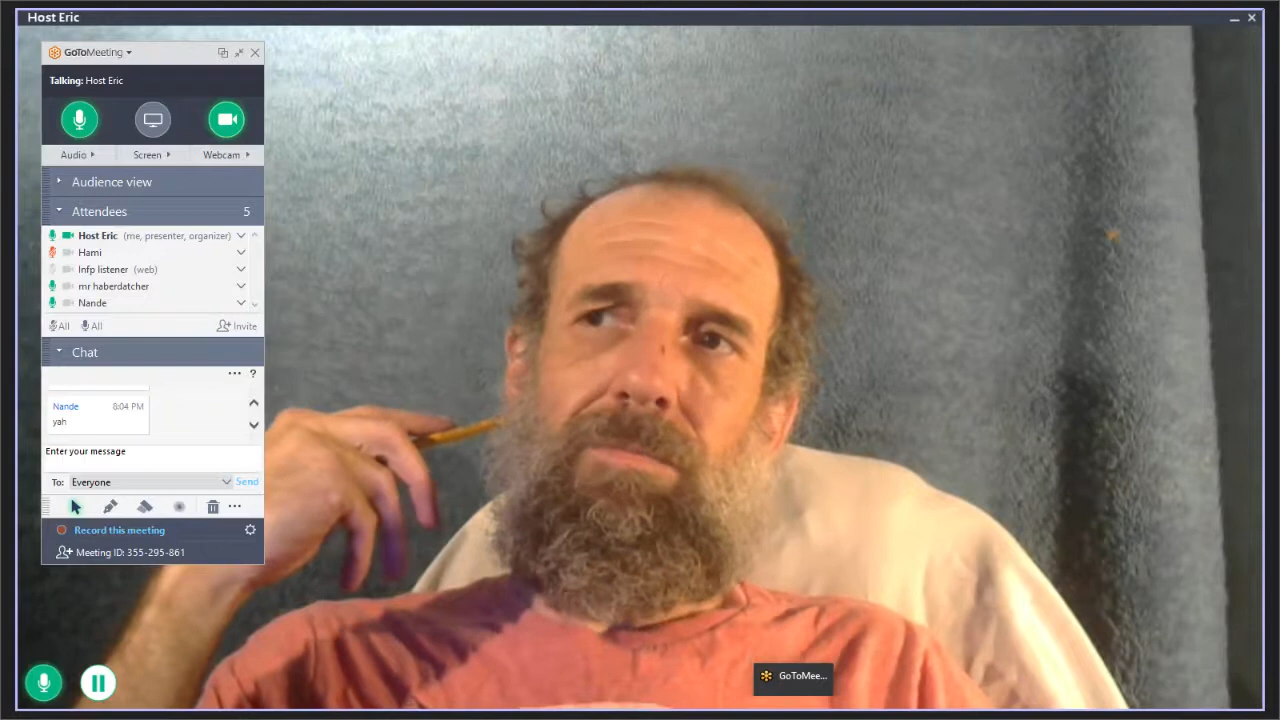 Host Eric
GoToMeeting
Talking: Host Eric
Audio
Screen
Webcam
Audience view
Attendees 5
Host Eric (me, presenter, organizer)
Hami
Infp listener (web)
mr haberdatcher
Nande
All All Invite
Chat
... ?
Nande 8:04 PM
yah
Enter your message
To: Everyone Send
...
Record this meeting
Meeting ID: 355-295-861
GoToMee...